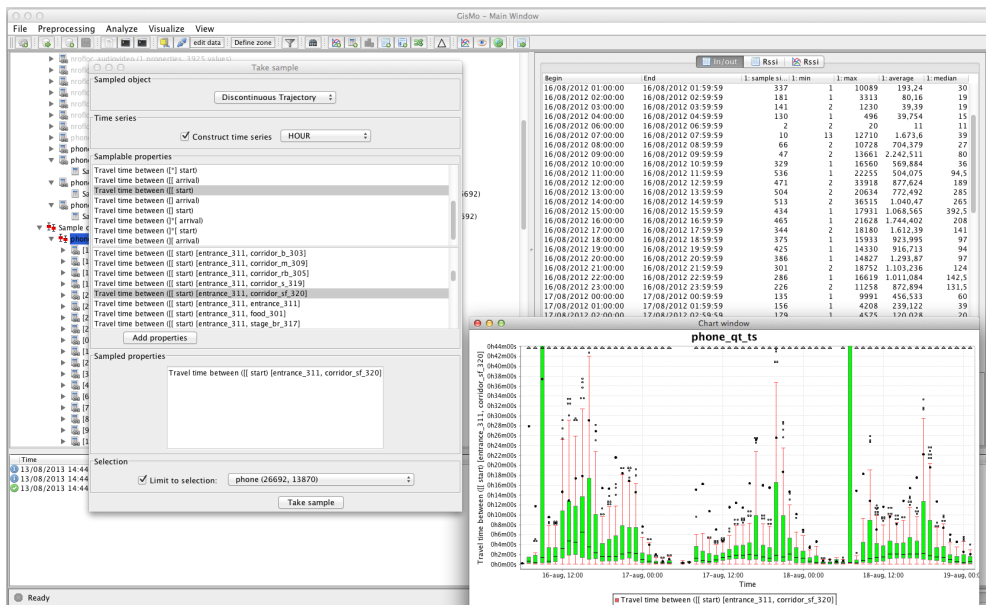 GisMo - Main Window
File Preprocessing Analyze Visualize View
edit data Define zone
Take sample
Sampled object
Discontinuous Trajectory
Time series
Construct time series HOUR
Samplable properties
Travel time between (]*] start)
Travel time between ([[ arrival)
Travel time between ([[ start)
Travel time between ([] arrival)
Travel time between ([] start)
Travel time between (]*[ arrival)
Travel time between (]*[ start)
Travel time between (][ arrival)
Travel time between ([[ start) [entrance_311, corridor_b_303]
Travel time between ([[ start) [entrance_311, corridor_m_309]
Travel time between ([[ start) [entrance_311, corridor_rb_305]
Travel time between ([[ start) [entrance_311, corridor_s_319]
Travel time between ([[ start) [entrance_311, corridor_sf_320]
Travel time between ([[ start) [entrance_311, entrance_311]
Travel time between ([[ start) [entrance_311, food_301]
Travel time between ([[ start) [entrance_311, stage_br_317]
Add properties
Sampled properties
Travel time between ([[ start) [entrance_311, corridor_sf_320]
Selection
Limit to selection: phone (26692, 13870)
Take sample
Time
13/08/2013 14:44
13/08/2013 14:44
13/08/2013 14:44
Ready
In/out Rssi Rssi
Begin End 1: sample si... 1: min 1: max 1: average 1: median
16/08/2012 01:00:00 16/08/2012 01:59:59 337 1 10089 193,24 30
16/08/2012 02:00:00 16/08/2012 02:59:59 181 1 3313 80,16 19
16/08/2012 03:00:00 16/08/2012 03:59:59 141 2 1230 39,39 19
16/08/2012 04:00:00 16/08/2012 04:59:59 130 1 496 39,754 15
16/08/2012 06:00:00 16/08/2012 06:59:59 2 2 20 11 11
16/08/2012 07:00:00 16/08/2012 07:59:59 10 13 12710 1.673,6 39
16/08/2012 08:00:00 16/08/2012 08:59:59 66 2 10728 704,379 27
16/08/2012 09:00:00 16/08/2012 09:59:59 47 2 13661 2.242,511 80
16/08/2012 10:00:00 16/08/2012 10:59:59 329 1 16560 569,884 36
16/08/2012 11:00:00 16/08/2012 11:59:59 536 1 22255 504,075 94,5
16/08/2012 12:00:00 16/08/2012 12:59:59 471 2 33918 877,624 189
16/08/2012 13:00:00 16/08/2012 13:59:59 504 2 20634 772,492 285
16/08/2012 14:00:00 16/08/2012 14:59:59 513 2 36515 1.040,47 265
16/08/2012 15:00:00 16/08/2012 15:59:59 434 1 17931 1.068,565 392,5
16/08/2012 16:00:00 16/08/2012 16:59:59 465 1 21628 1.744,402 208
16/08/2012 17:00:00 16/08/2012 17:59:59 344 2 18180 1.612,39 141
16/08/2012 18:00:00 16/08/2012 18:59:59 375 1 15933 923,995 97
16/08/2012 19:00:00 16/08/2012 19:59:59 425 1 14330 916,713 94
16/08/2012 20:00:00 16/08/2012 20:59:59 386 1 14827 1.293,87 97
16/08/2012 21:00:00 16/08/2012 21:59:59 301 2 18752 1.103,236 124
16/08/2012 22:00:00 16/08/2012 22:59:59 286 1 16619 1.011,084 142,5
16/08/2012 23:00:00 16/08/2012 23:59:59 226 2 11258 872,894 131,5
17/08/2012 00:00:00 17/08/2012 00:59:59 135 1 9991 456,533 60
17/08/2012 01:00:00 17/08/2012 01:59:59 156 1 4208 239,122 39
17/08/2012 02:00:00 17/08/2012 02:59:59 179 1 4575 120,028 20
Chart window
phone_qt_ts
Travel time between ([[ start) [entrance_311, corridor_sf_320]
0h44m00s
0h42m00s
0h40m00s
0h38m00s
0h36m00s
0h34m00s
0h32m00s
0h30m00s
0h28m00s
0h26m00s
0h24m00s
0h22m00s
0h20m00s
0h18m00s
0h16m00s
0h14m00s
0h12m00s
0h10m00s
0h8m00s
0h6m00s
0h4m00s
0h2m00s
0h0m00s
16-aug, 12:00 17-aug, 00:00 17-aug, 12:00 18-aug, 00:00 18-aug, 12:00 19-aug, 00:00
Time
Travel time between ([[ start) [entrance_311, corridor_sf_320]